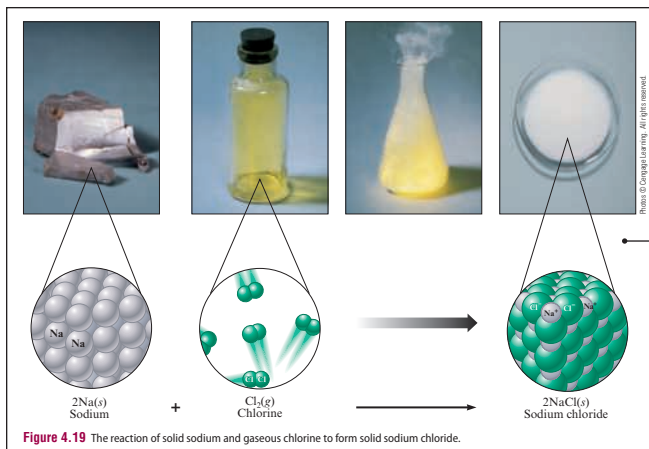 Photos © Cengage Learning. All rights reserved.
Na
Na
Cl Cl
Cl⁻ Na⁺ Cl⁻ Na⁺
2Na(s)
Sodium
+
Cl₂(g)
Chlorine
2NaCl(s)
Sodium chloride
Figure 4.19 The reaction of solid sodium and gaseous chlorine to form solid sodium chloride.